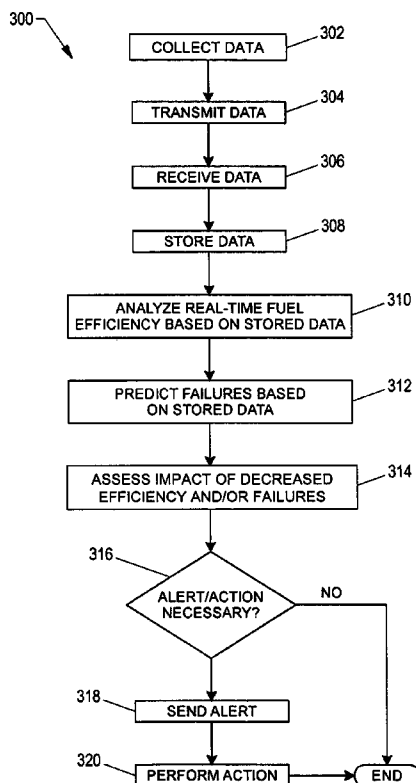 300
COLLECT DATA
302
TRANSMIT DATA
304
RECEIVE DATA
306
STORE DATA
308
ANALYZE REAL-TIME FUEL
EFFICIENCY BASED ON STORED DATA
310
PREDICT FAILURES BASED
ON STORED DATA
312
ASSESS IMPACT OF DECREASED
EFFICIENCY AND/OR FAILURES
314
316
ALERT/ACTION
NECESSARY?
NO
318
SEND ALERT
320
PERFORM ACTION
END